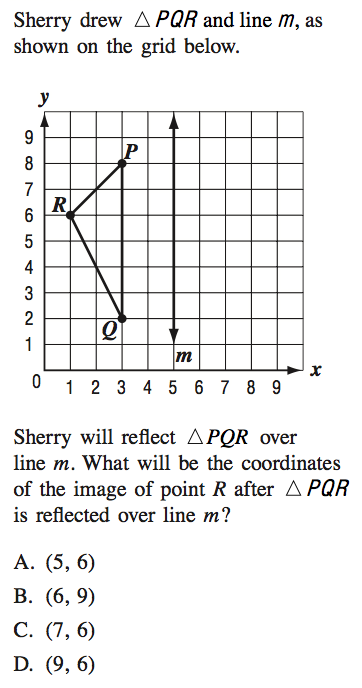 Sherry drew △ PQR and line m, as
shown on the grid below.
y
9
8
7
6
5
4
3
2
1
P
R
Q
m
x
0 1 2 3 4 5 6 7 8 9
Sherry will reflect △PQR over
line m. What will be the coordinates
of the image of point R after △ PQR
is reflected over line m?
A. (5, 6)
B. (6, 9)
C. (7, 6)
D. (9, 6)